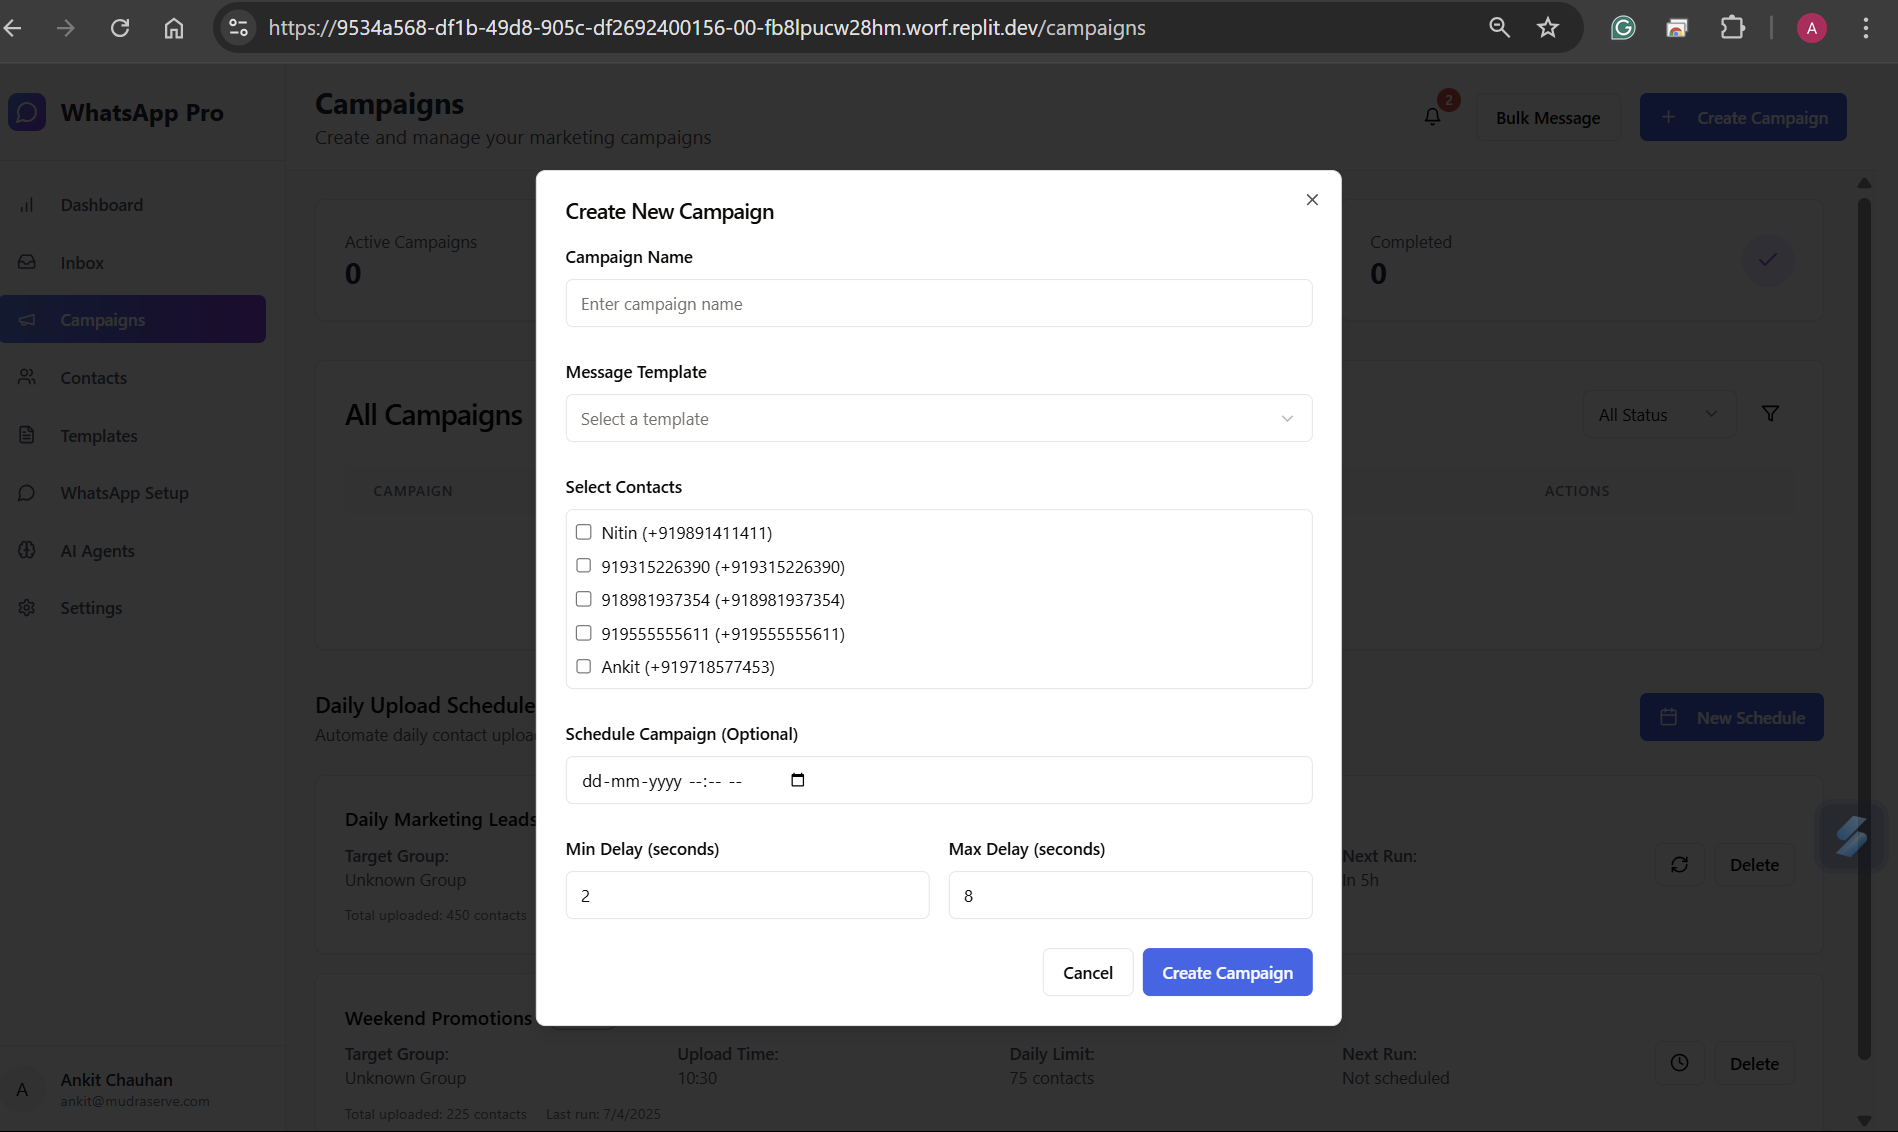 https://9534a568-df1b-49d8-905c-df2692400156-00-fb8lpucw28hm.worf.replit.dev/campaigns
A
WhatsApp Pro
Dashboard
Inbox
Campaigns
Contacts
Templates
WhatsApp Setup
AI Agents
Settings
A
Ankit Chauhan
ankit@mudraserve.com
Campaigns
Create and manage your marketing campaigns
2
Bulk Message
+ Create Campaign
Active Campaigns
0
Completed
0
All Campaigns
All Status
CAMPAIGN
ACTIONS
Daily Upload Schedule
Automate daily contact uploa
New Schedule
Daily Marketing Leads
Target Group:
Unknown Group
Next Run:
In 5h
Delete
Total uploaded: 450 contacts
Weekend Promotions
Target Group:
Unknown Group
Upload Time:
10:30
Daily Limit:
75 contacts
Next Run:
Not scheduled
Delete
Total uploaded: 225 contacts Last run: 7/4/2025
Create New Campaign
Campaign Name
Enter campaign name
Message Template
Select a template
Select Contacts
Nitin (+919891411411)
919315226390 (+919315226390)
918981937354 (+918981937354)
919555555611 (+919555555611)
Ankit (+919718577453)
Schedule Campaign (Optional)
dd-mm-yyyy --:-- --
Min Delay (seconds)
2
Max Delay (seconds)
8
Cancel
Create Campaign